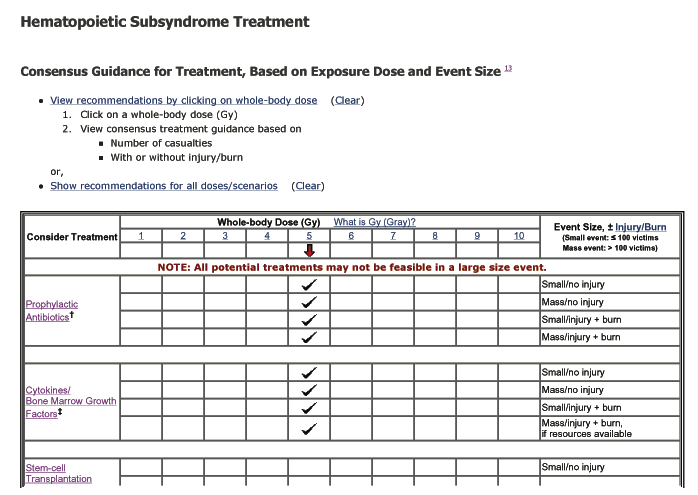 Hematopoietic Subsyndrome Treatment
Consensus Guidance for Treatment, Based on Exposure Dose and Event Size 13
• View recommendations by clicking on whole-body dose (Clear)
1. Click on a whole-body dose (Gy)
2. View consensus treatment guidance based on
▪ Number of casualties
▪ With or without injury/burn
or,
• Show recommendations for all doses/scenarios (Clear)
Consider Treatment
Whole-body Dose (Gy) What is Gy (Gray)?
1 2 3 4 5 6 7 8 9 10
Event Size, ± Injury/Burn
(Small event: ≤ 100 victims
Mass event: > 100 victims)
NOTE: All potential treatments may not be feasible in a large size event.
Prophylactic
Antibiotics†
✓ Small/no injury
✓ Mass/no injury
✓ Small/injury + burn
✓ Mass/injury + burn
Cytokines/
Bone Marrow Growth
Factors‡
✓ Small/no injury
✓ Mass/no injury
✓ Small/injury + burn
✓ Mass/injury + burn,
if resources available
Stem-cell
Transplantation
Small/no injury